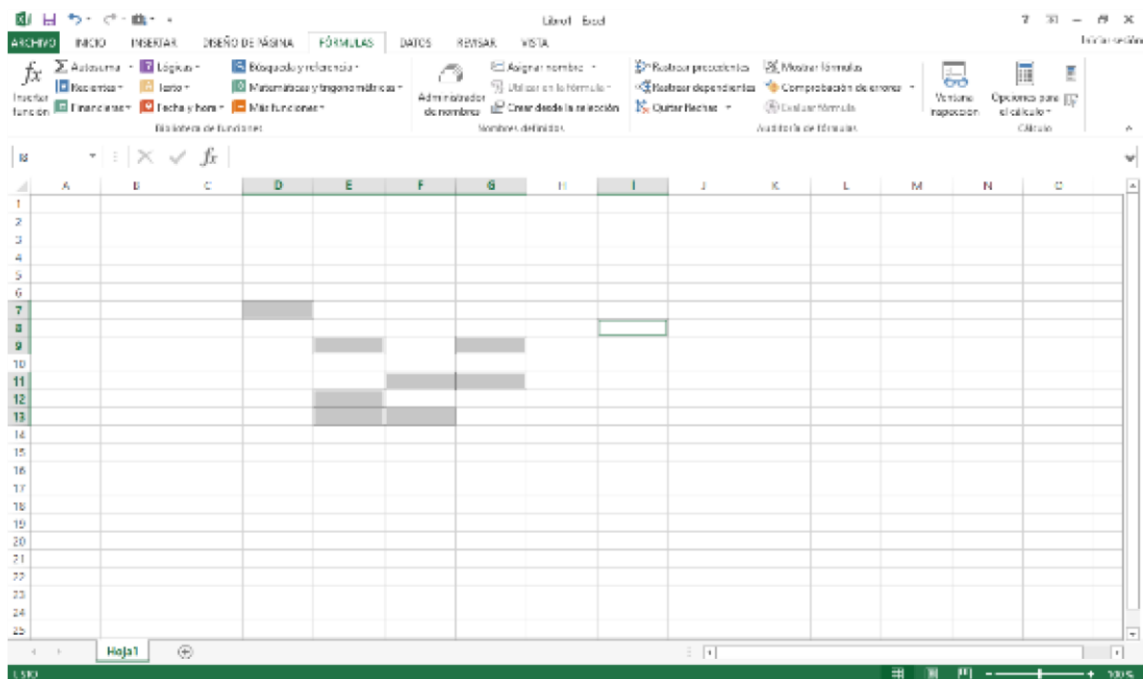 Libro1 - Excel
Iniciar sesión
ARCHIVO INICIO INSERTAR DISEÑO DE PÁGINA FÓRMULAS DATOS REVISAR VISTA
fx Σ Autosuma Lógicas Búsqueda y referencia Asignar nombre Rastrear precedentes Mostrar fórmulas
Insertar función Recientes Texto Matemáticas y trigonométricas Administrador de nombres Utilizar en la fórmula Rastrear dependientes Comprobación de errores Ventana Inspección Opciones para el cálculo
Financieras Fecha y hora Más funciones Crear desde la selección Quitar flechas Evaluar fórmula
Biblioteca de funciones Nombres definidos Auditoría de fórmulas Cálculo
I8 fx
A B C D E F G H I J K L M N O
1
2
3
4
5
6
7
8
9
10
11
12
13
14
15
16
17
18
19
20
21
22
23
24
25
Hoja1
LISTO 100%